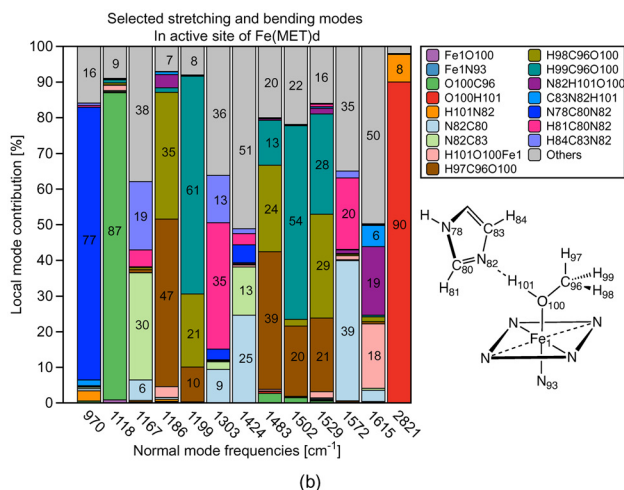 Selected stretching and bending modes
In active site of Fe(MET)d
Local mode contribution [%]
100
90
80
70
60
50
40
30
20
10
0
16
77
9
87
38
19
30
6
7
35
47
8
61
21
10
36
13
35
9
51
13
25
20
13
24
39
22
54
20
16
28
29
21
35
20
39
50
6
19
18
8
90
970
1118
1167
1186
1199
1303
1424
1483
1502
1529
1572
1615
2821
Normal mode frequencies [cm⁻¹]
Fe1O100
Fe1N93
O100C96
O100H101
H101N82
N82C80
N82C83
H101O100Fe1
H97C96O100
H98C96O100
H99C96O100
N82H101O100
C83N82H101
N78C80N82
H81C80N82
H84C83N82
Others
H84
H N78
C83
C80 N82
H81
H97
H101 C96 H99
H98
O100
N N
Fe1
N N
N93
(b)